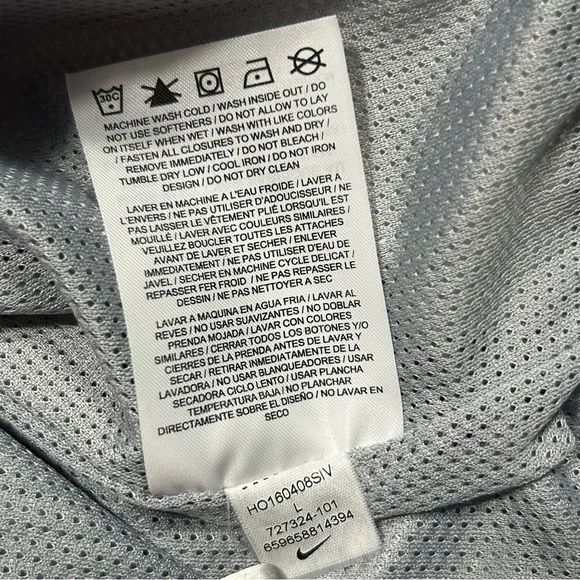 30C
MACHINE WASH COLD / WASH INSIDE OUT / DO
NOT USE SOFTENERS / DO NOT ALLOW TO LAY
ON ITSELF WHEN WET / WASH WITH LIKE COLORS
/ FASTEN ALL CLOSURES TO WASH AND DRY /
REMOVE IMMEDIATELY / DO NOT BLEACH /
TUMBLE DRY LOW / COOL IRON / DO NOT IRON
DESIGN / DO NOT DRY CLEAN
LAVER EN MACHINE A L'EAU FROIDE / LAVER A
L'ENVERS / NE PAS UTILISER D'ADOUCISSEUR / NE
PAS LAISSER LE VÊTEMENT PLIÉ LORSQU'IL EST
MOUILLÉ / LAVER AVEC COULEURS SIMILAIRES /
VEUILLEZ BOUCLER TOUTES LES ATTACHES
AVANT DE LAVER ET SECHER / ENLEVER
IMMEDIATEMENT / NE PAS UTILISER D'EAU DE
JAVEL / SECHER EN MACHINE CYCLE DELICAT /
REPASSER FER FROID / NE PAS REPASSER LE
DESSIN / NE PAS NETTOYER A SEC
LAVAR A MAQUINA EN AGUA FRIA / LAVAR AL
REVES / NO USAR SUAVIZANTES / NO DOBLAR
PRENDA MOJADA / LAVAR CON COLORES
SIMILARES / CERRAR TODOS LOS BOTONES Y/O
CIERRES DE LA PRENDA ANTES DE LAVAR Y
SECAR / RETIRAR INMEDIATAMENTE DE LA
LAVADORA / NO USAR BLANQUEADORES / USAR
SECADORA CICLO LENTO / USAR PLANCHA
TEMPERATURA BAJA / NO PLANCHAR
DIRECTAMENTE SOBRE EL DISEÑO / NO LAVAR EN
SECO
HO160408SIV
L
727324-101
659658814394